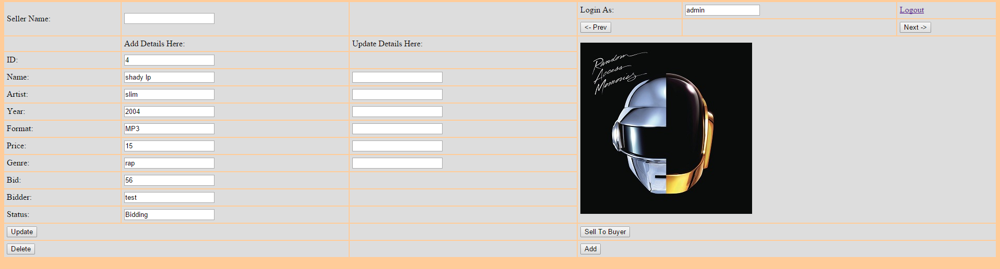 Seller Name:
Login As: admin Logout
<- Prev Next ->
Add Details Here: Update Details Here:
ID: 4
Name: shady lp
Artist: slim
Year: 2004
Format: MP3
Price: 15
Genre: rap
Bid: 56
Bidder: test
Status: Bidding
Random
Access
Memories
Update Sell To Buyer
Delete Add